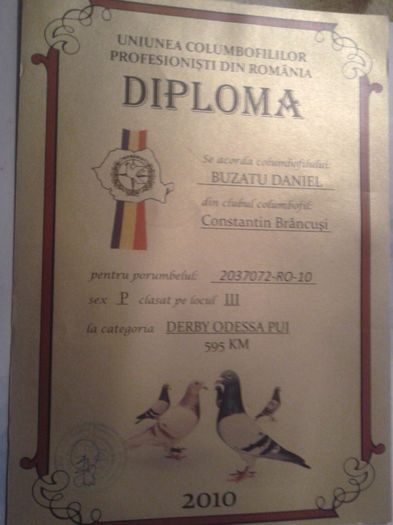 UNIUNEA COLUMBOFILILOR
PROFESIONIȘTI DIN ROMÂNIA
DIPLOMA
Se acorda columbofilului:
BUZATU DANIEL
din clubul columbofil:
Constantin Brâncuși
pentru porumbelul: 2037072-RO-10
sex P clasat pe locul III
la categoria DERBY ODESSA PUI
595 KM
2010